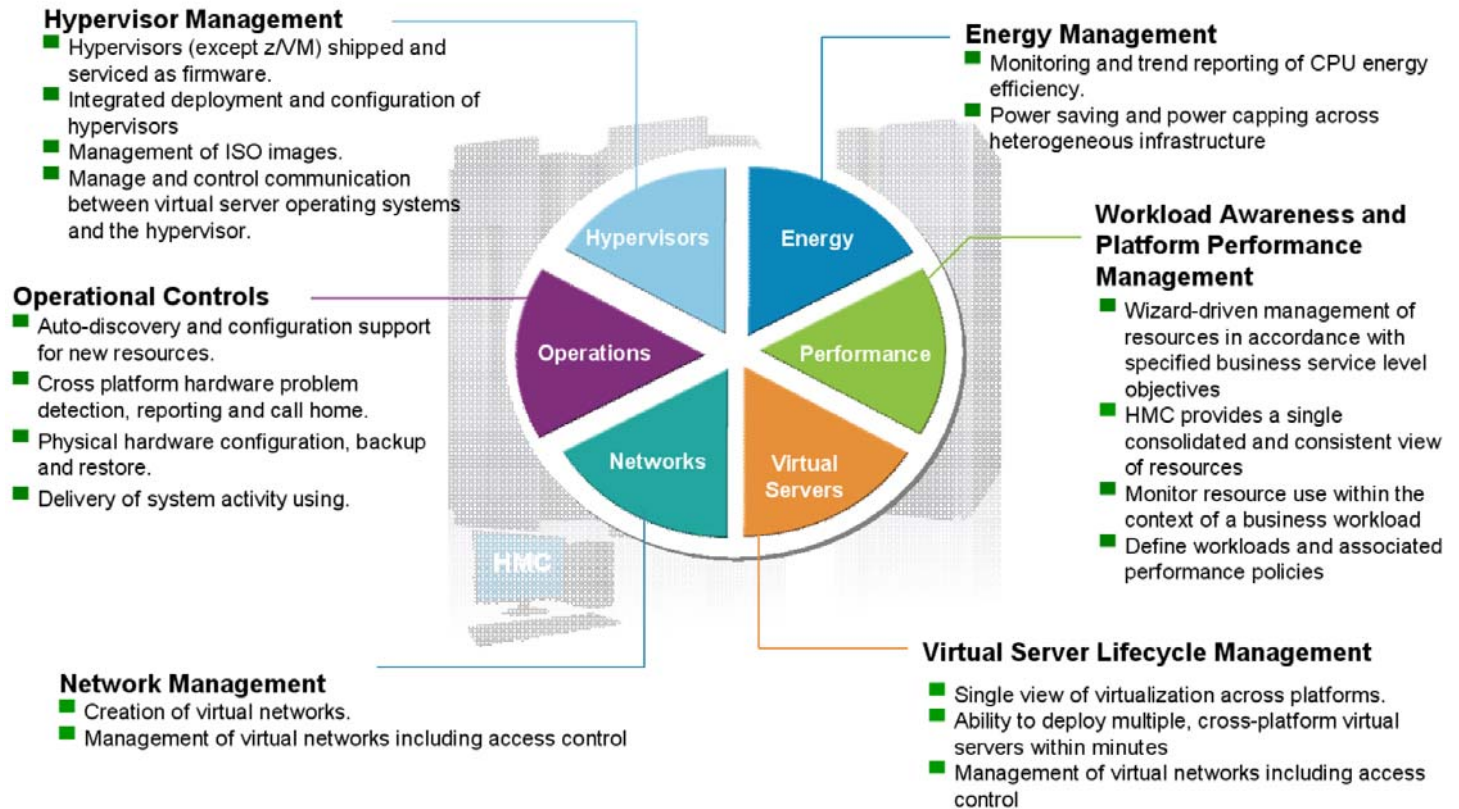 Hypervisor Management
Hypervisors (except z/VM) shipped and
serviced as firmware.
Integrated deployment and configuration of
hypervisors
Management of ISO images.
Manage and control communication
between virtual server operating systems
and the hypervisor.
Energy Management
Monitoring and trend reporting of CPU energy
efficiency.
Power saving and power capping across
heterogeneous infrastructure
Workload Awareness and
Platform Performance
Management
Wizard-driven management of
resources in accordance with
specified business service level
objectives
HMC provides a single
consolidated and consistent view
of resources
Monitor resource use within the
context of a business workload
Define workloads and associated
performance policies
Operational Controls
Auto-discovery and configuration support
for new resources.
Cross platform hardware problem
detection, reporting and call home.
Physical hardware configuration, backup
and restore.
Delivery of system activity using.
Hypervisors
Energy
Operations
Performance
Networks
Virtual
Servers
HMC
Network Management
Creation of virtual networks.
Management of virtual networks including access control
Virtual Server Lifecycle Management
Single view of virtualization across platforms.
Ability to deploy multiple, cross-platform virtual
servers within minutes
Management of virtual networks including access
control